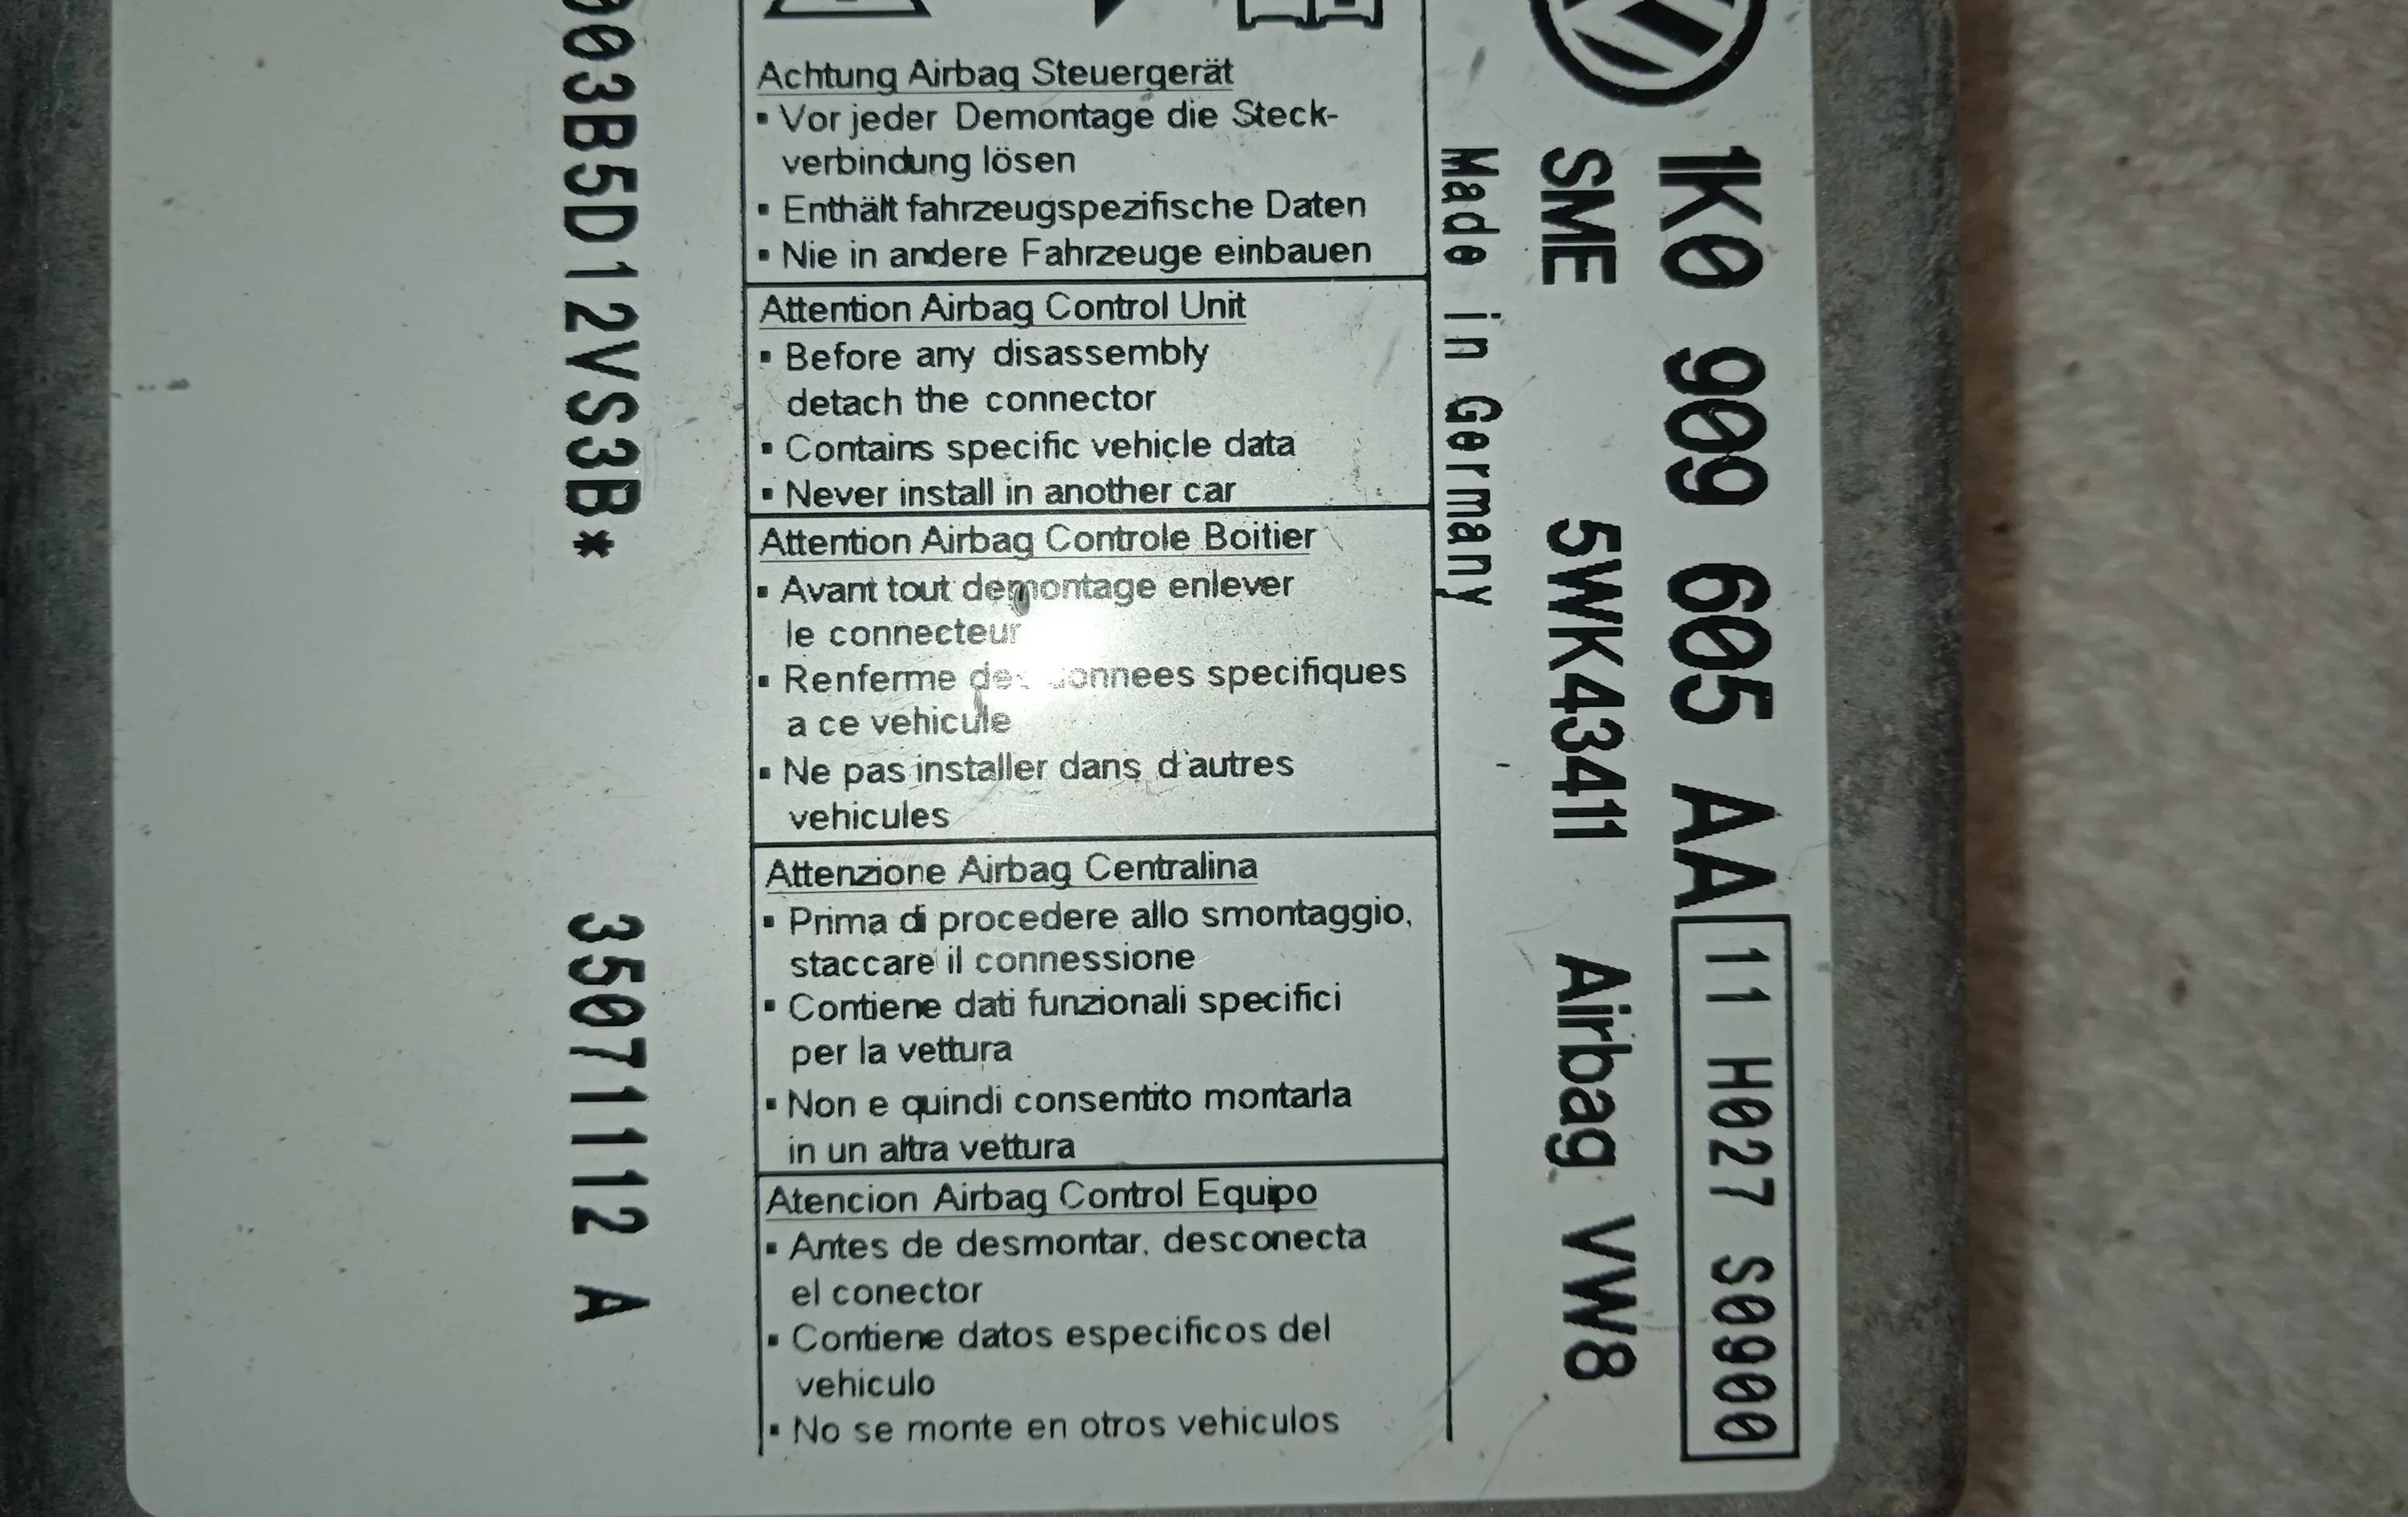 1K0 909 605 AA
11 H027 S0900
SME 5WK43411 Airbag VW8
Made in Germany
Achtung Airbag Steuergerät
▪ Vor jeder Demontage die Steck-
verbindung lösen
▪ Enthält fahrzeugspezifische Daten
▪ Nie in andere Fahrzeuge einbauen
Attention Airbag Control Unit
▪ Before any disassembly
detach the connector
▪ Contains specific vehicle data
▪ Never install in another car
Attention Airbag Controle Boitier
▪ Avant tout demontage enlever
le connecteur
▪ Renferme des donnees specifiques
a ce vehicule
▪ Ne pas installer dans d'autres
vehicules
Attenzione Airbag Centralina
▪ Prima di procedere allo smontaggio,
staccare il connessione
▪ Contiene dati funzionali specifici
per la vettura
▪ Non e quindi consentito montarla
in un altra vettura
Atencion Airbag Control Equipo
▪ Antes de desmontar, desconecta
el conector
▪ Contiene datos especificos del
vehiculo
▪ No se monte en otros vehiculos
003B5D12VS3B* 35071112 A